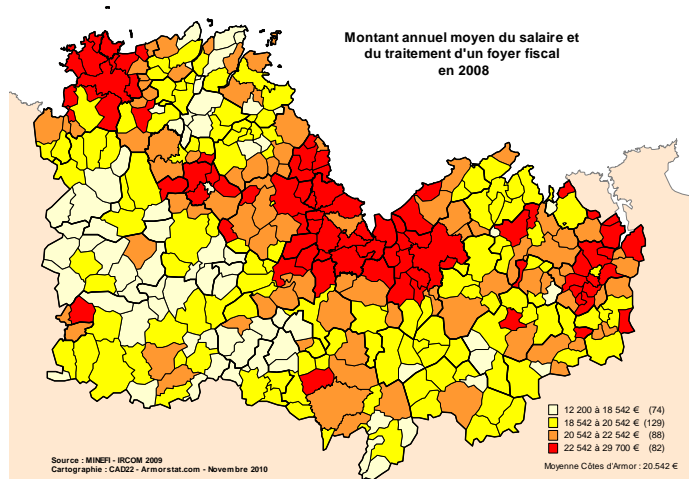 Montant annuel moyen du salaire et
du traitement d'un foyer fiscal
en 2008
12 200 à 18 542 € (74)
18 542 à 20 542 € (129)
20 542 à 22 542 € (88)
22 542 à 29 700 € (82)
Moyenne Côtes d'Armor : 20.542 €
Source : MINEFI - IRCOM 2009
Cartographie : CAD22 - Armorstat.com - Novembre 2010